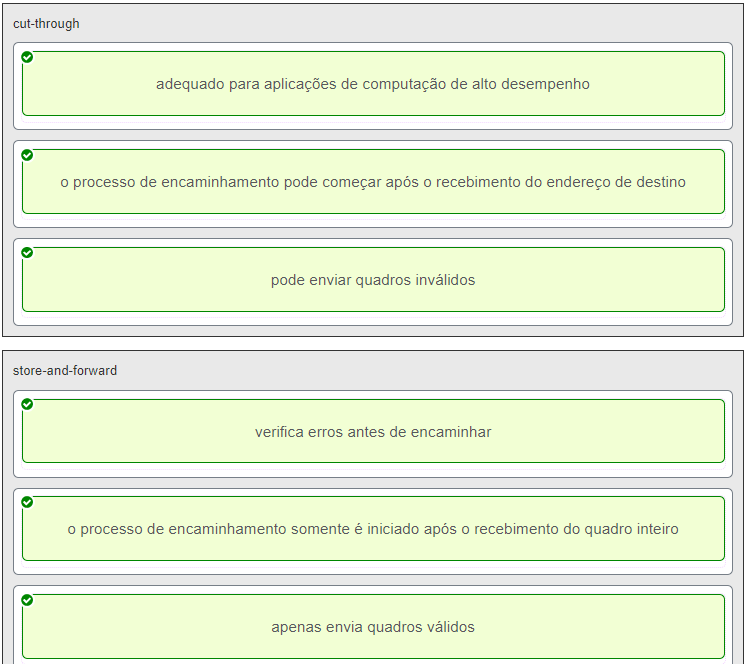 cut-through
adequado para aplicações de computação de alto desempenho
o processo de encaminhamento pode começar após o recebimento do endereço de destino
pode enviar quadros inválidos
store-and-forward
verifica erros antes de encaminhar
o processo de encaminhamento somente é iniciado após o recebimento do quadro inteiro
apenas envia quadros válidos